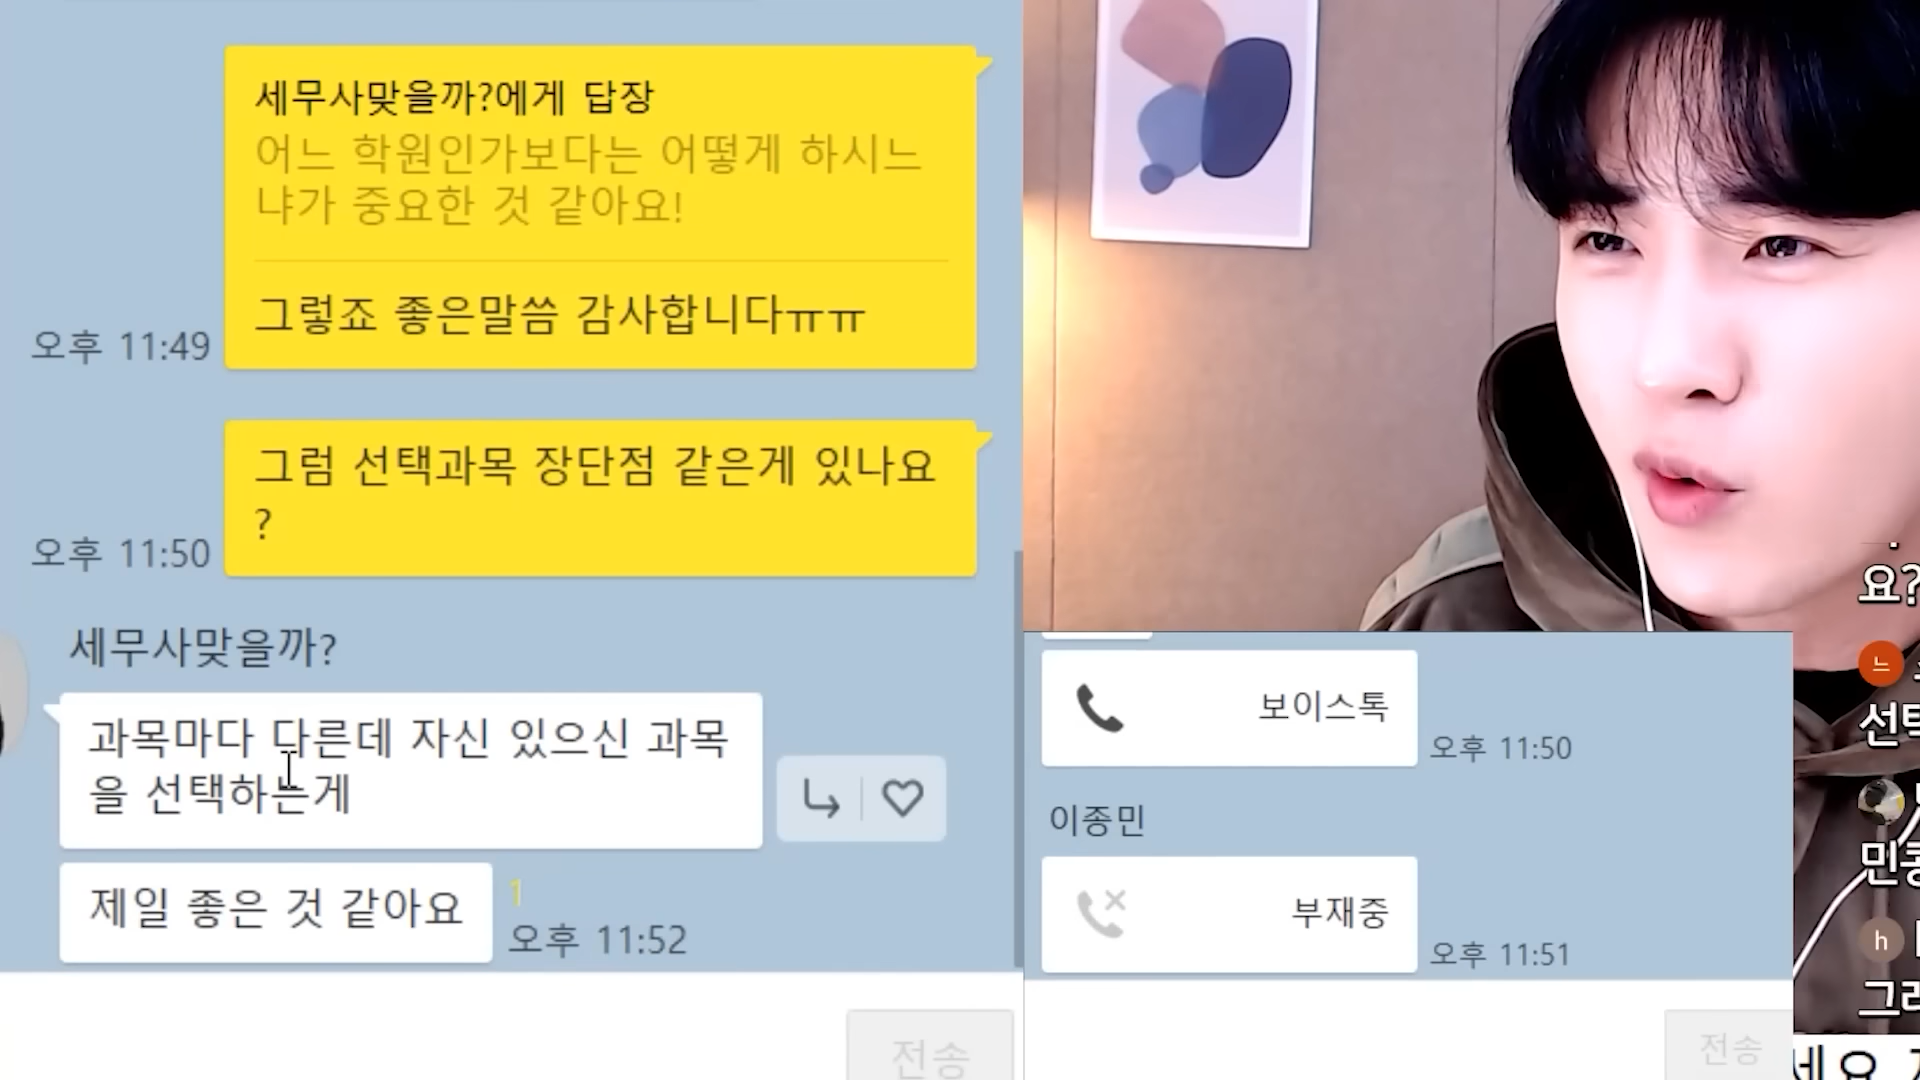 세무사맞을까?에게 답장
어느 학원인가보다는 어떻게 하시느
냐가 중요한 것 같아요!
그렇죠 좋은말씀 감사합니다ㅠㅠ
오후 11:49
그럼 선택과목 장단점 같은게 있나요
?
오후 11:50
세무사맞을까?
과목마다 다른데 자신 있으신 과목
을 선택하는게
제일 좋은 것 같아요
1
오후 11:52
전송
보이스톡
오후 11:50
이종민
부재중
오후 11:51
전송
요?
느
선택
h
세요